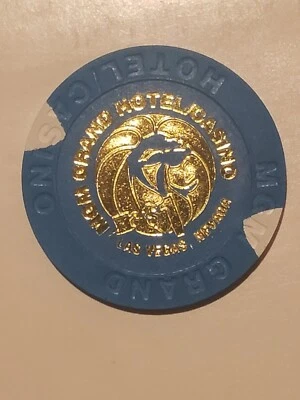 MGM GRAND HOTEL/CASINO
LAS VEGAS, NEVADA
HOTEL/CASINO
MGM GRAND